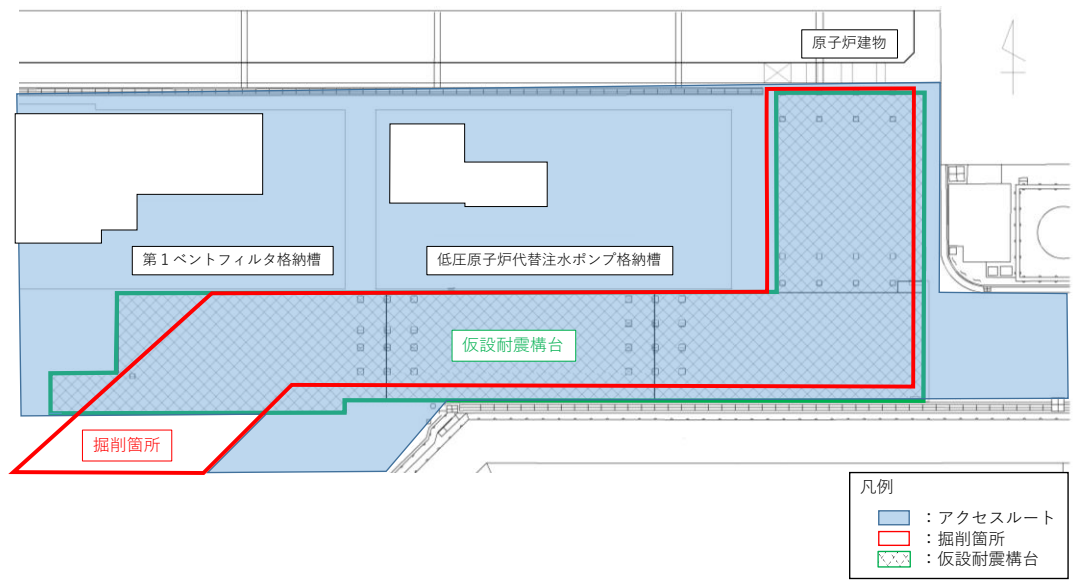 原子炉建物
第1ベントフィルタ格納槽
低圧原子炉代替注水ポンプ格納槽
仮設耐震構台
掘削箇所
凡例
：アクセスルート
：掘削箇所
：仮設耐震構台